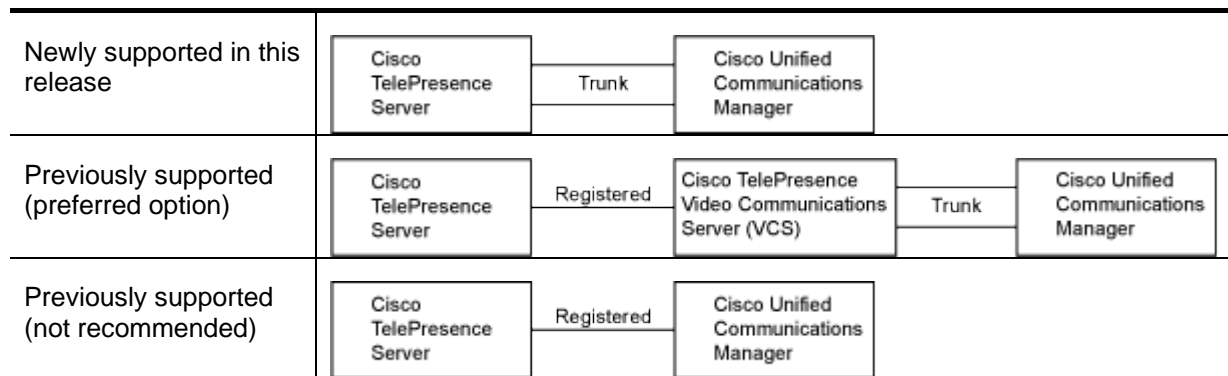 Newly supported in this
release
Cisco
TelePresence
Server
Trunk
Cisco Unified
Communications
Manager
Previously supported
(preferred option)
Cisco
TelePresence
Server
Registered
Cisco TelePresence
Video Communications
Server (VCS)
Trunk
Cisco Unified
Communications
Manager
Previously supported
(not recommended)
Cisco
TelePresence
Server
Registered
Cisco Unified
Communications
Manager